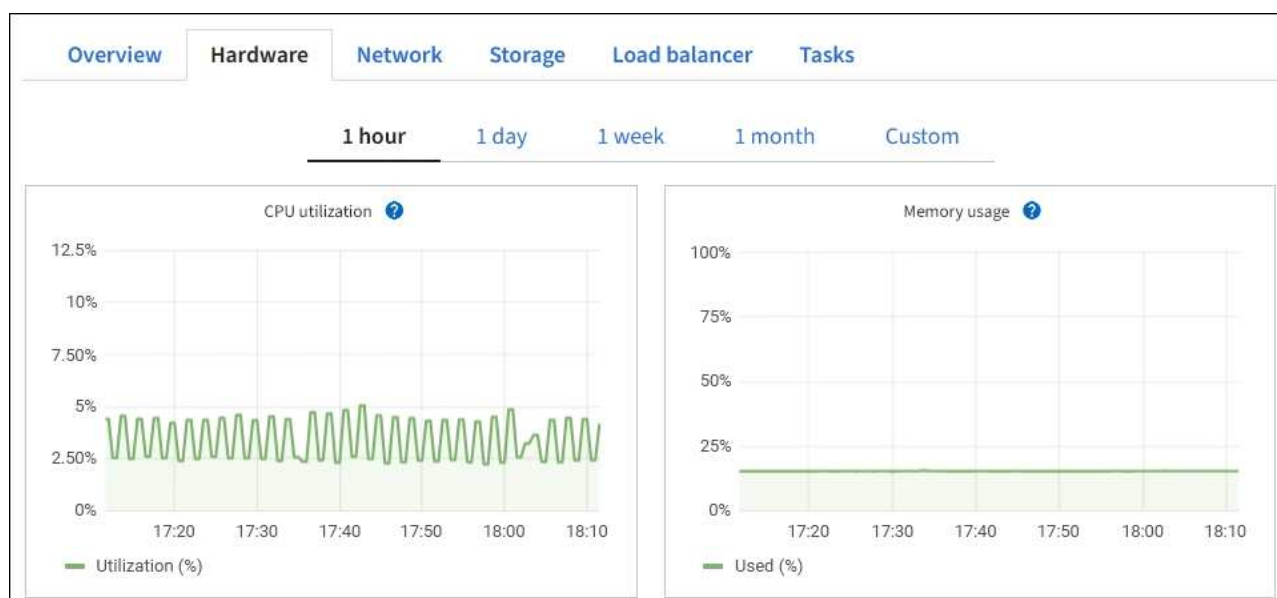 Overview Hardware Network Storage Load balancer Tasks
1 hour 1 day 1 week 1 month Custom
CPU utilization ?
12.5%
10%
7.50%
5%
2.50%
0%
17:20 17:30 17:40 17:50 18:00 18:10
Utilization (%)
Memory usage ?
100%
75%
50%
25%
0%
17:20 17:30 17:40 17:50 18:00 18:10
Used (%)